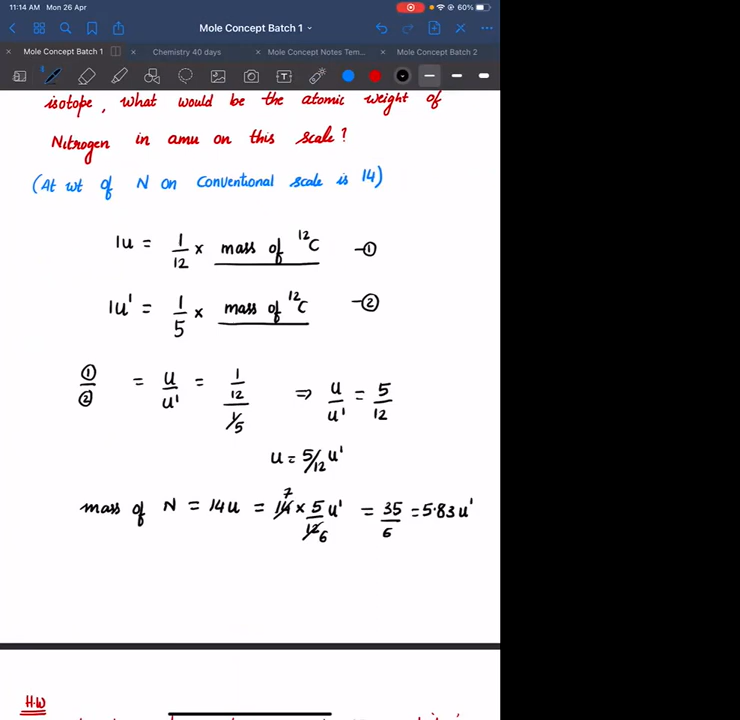 11:14 AM Mon 26 Apr 60%
Mole Concept Batch 1
Mole Concept Batch 1 Chemistry 40 days Mole Concept Notes Tem... Mole Concept Batch 2
isotope, what would be the atomic weight of
Nitrogen in amu on this scale?
(At wt of N on Conventional scale is 14)
1u = 1/12 × mass of ¹²C —①
1u' = 1/5 × mass of ¹²C —②
①/② = u/u' = (1/12)/(1/5) ⇒ u/u' = 5/12
u = 5/12 u'
mass of N = 14u = 14 7 × 5/12 6 u' = 35/6 = 5.83 u'
H.W